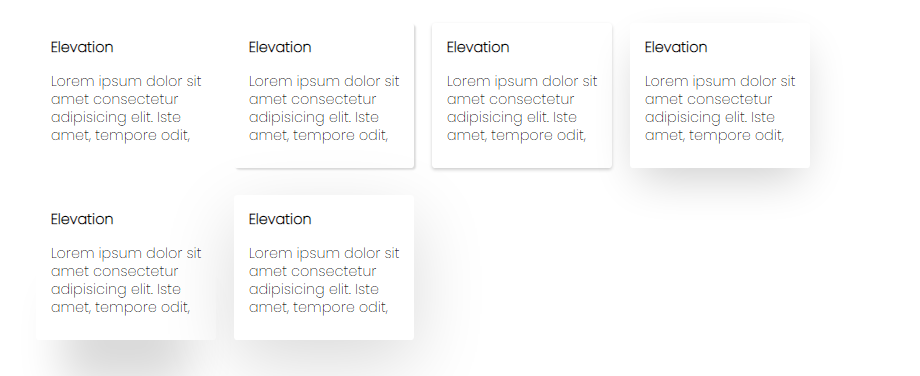 Elevation
Lorem ipsum dolor sit
amet consectetur
adipisicing elit. Iste
amet, tempore odit,
Elevation
Lorem ipsum dolor sit
amet consectetur
adipisicing elit. Iste
amet, tempore odit,
Elevation
Lorem ipsum dolor sit
amet consectetur
adipisicing elit. Iste
amet, tempore odit,
Elevation
Lorem ipsum dolor sit
amet consectetur
adipisicing elit. Iste
amet, tempore odit,
Elevation
Lorem ipsum dolor sit
amet consectetur
adipisicing elit. Iste
amet, tempore odit,
Elevation
Lorem ipsum dolor sit
amet consectetur
adipisicing elit. Iste
amet, tempore odit,